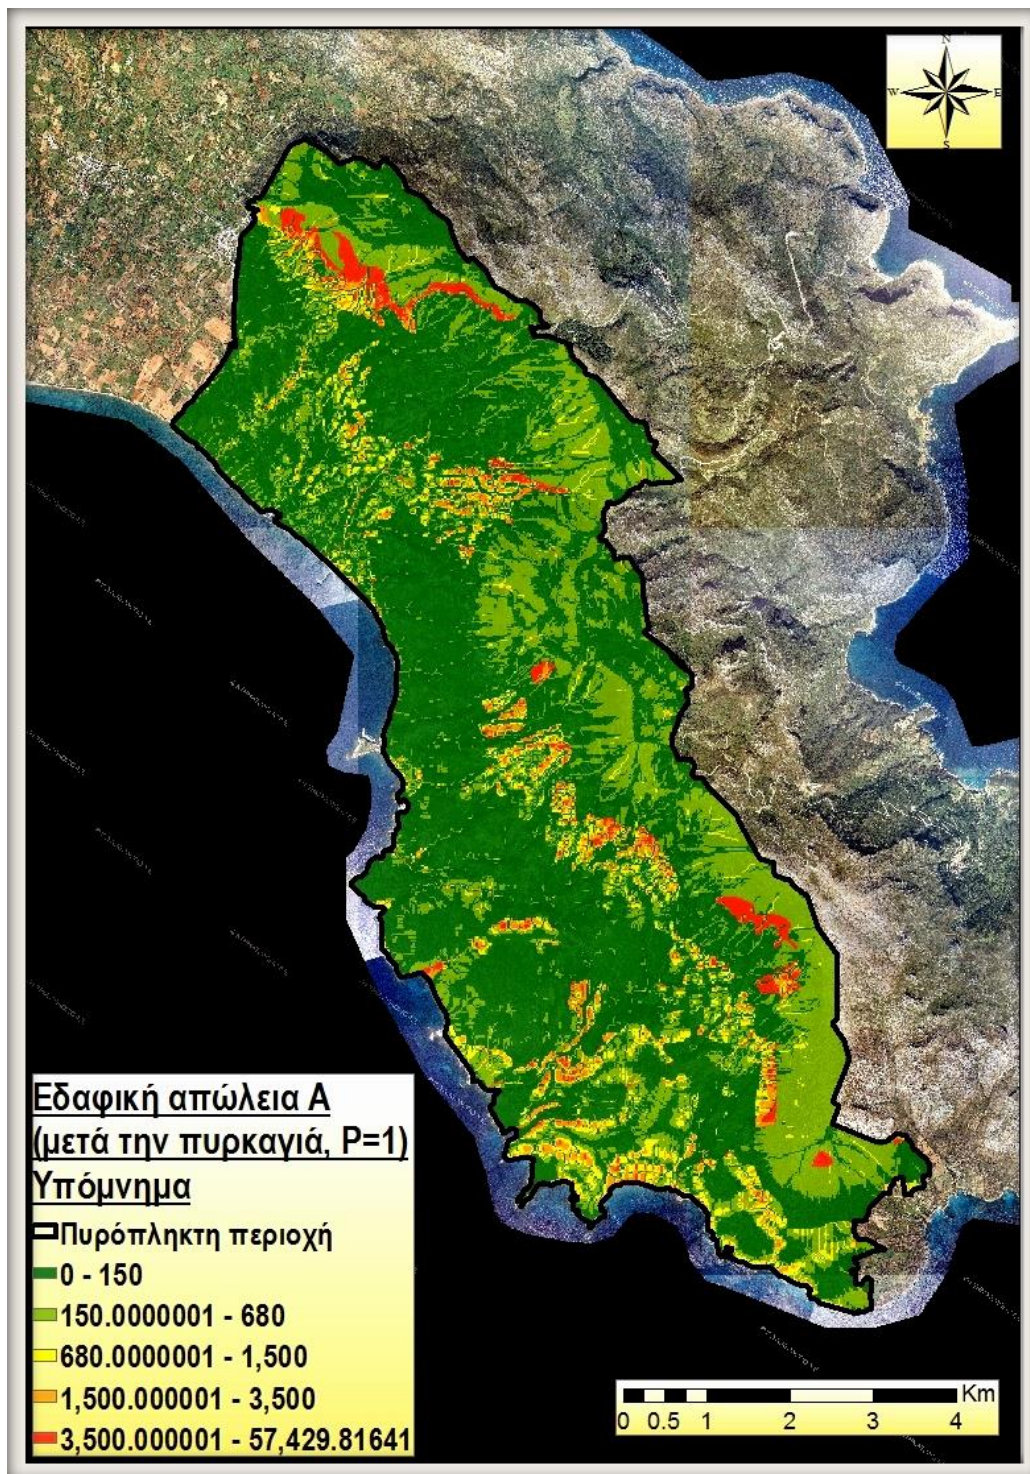 N
W E
S
Εδαφική απώλεια Α
(μετά την πυρκαγιά, P=1)
Υπόμνημα
Πυρόπληκτη περιοχή
0 - 150
150.0000001 - 680
680.0000001 - 1,500
1,500.000001 - 3,500
3,500.000001 - 57,429.81641
Km
0 0.5 1 2 3 4